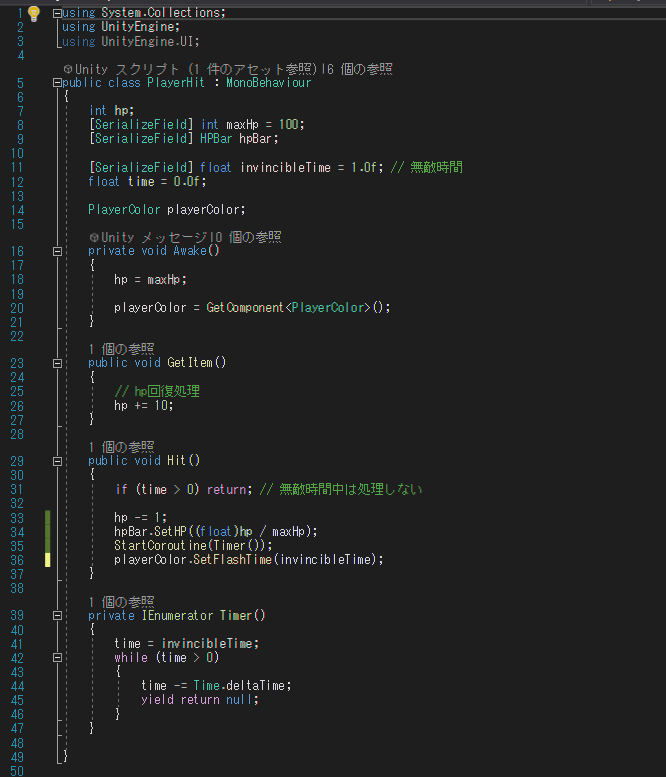 1 using System.Collections;
2 using UnityEngine;
3 using UnityEngine.UI;
4
Unity スクリプト (1 件のアセット参照)|6 個の参照
5 public class PlayerHit : MonoBehaviour
6 {
7 int hp;
8 [SerializeField] int maxHp = 100;
9 [SerializeField] HPBar hpBar;
10
11 [SerializeField] float invincibleTime = 1.0f; // 無敵時間
12 float time = 0.0f;
13
14 PlayerColor playerColor;
15
Unity メッセージ|0 個の参照
16 private void Awake()
17 {
18 hp = maxHp;
19
20 playerColor = GetComponent<PlayerColor>();
21 }
22
1 個の参照
23 public void GetItem()
24 {
25 // hp回復処理
26 hp += 10;
27 }
28
1 個の参照
29 public void Hit()
30 {
31 if (time > 0) return; // 無敵時間中は処理しない
32
33 hp -= 1;
34 hpBar.SetHP((float)hp / maxHp);
35 StartCoroutine(Timer());
36 playerColor.SetFlashTime(invincibleTime);
37 }
38
1 個の参照
39 private IEnumerator Timer()
40 {
41 time = invincibleTime;
42 while (time > 0)
43 {
44 time -= Time.deltaTime;
45 yield return null;
46 }
47 }
48
49 }
50